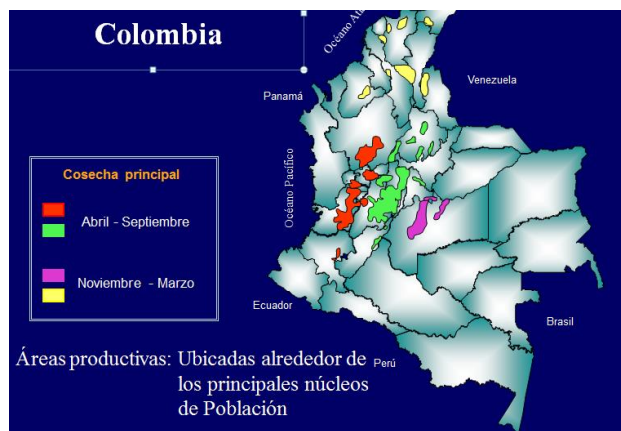 Colombia
Océano Atl
Venezuela
Panamá
Océano Pacífico
Cosecha principal
Abril - Septiembre
Noviembre - Marzo
Ecuador
Brasil
Perú
Áreas productivas: Ubicadas alrededor de
los principales núcleos
de Población